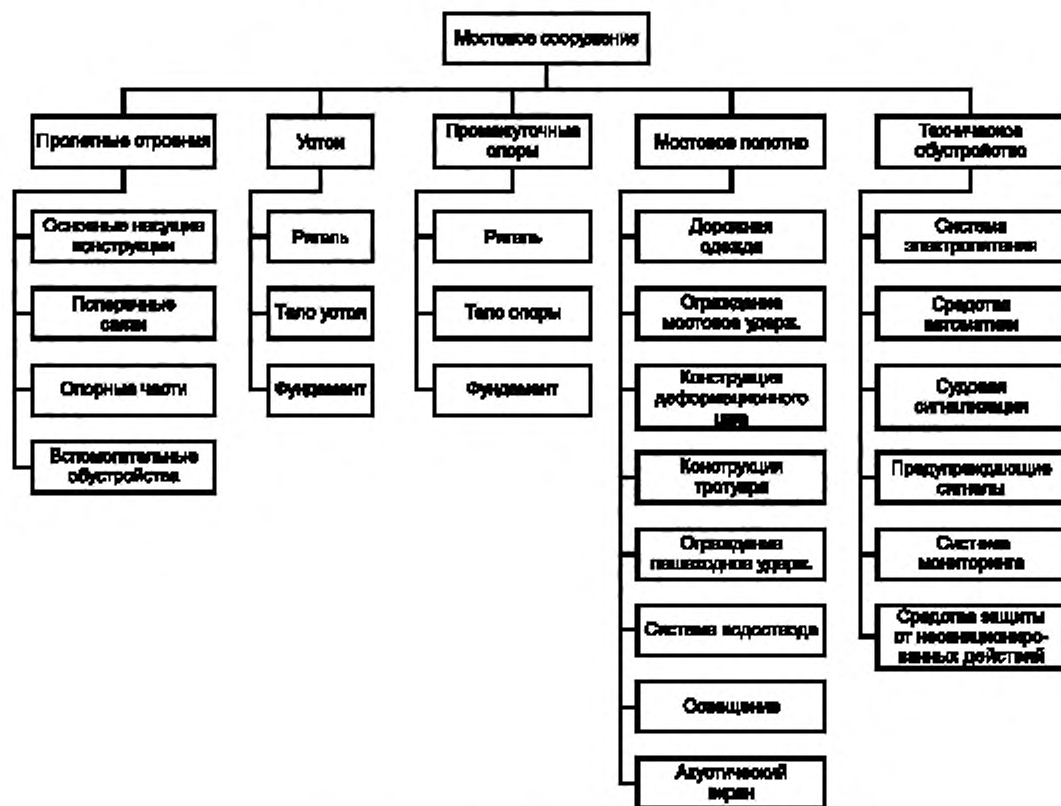 Мостовое сооружение
Пролетные строения
Устои
Промежуточные
опоры
Мостовое полотно
Техническое
обустройство
Основные несущие
конструкции
Поперечные
связи
Опорные части
Вспомогательные
обустройства
Ригель
Тело устоя
Фундамент
Ригель
Тело опоры
Фундамент
Дорожная
одежда
Ограждение
мостовое удерж.
Конструкция
деформационного
шва
Конструкция
тротуара
Ограждение
пешеходное удерж.
Система водоотвода
Освещение
Акустический
экран
Система
электропитания
Средства
автоматики
Судовая
сигнализация
Предупреждающие
сигналы
Система
мониторинга
Средства защиты
от несанкциониро-
ванных действий